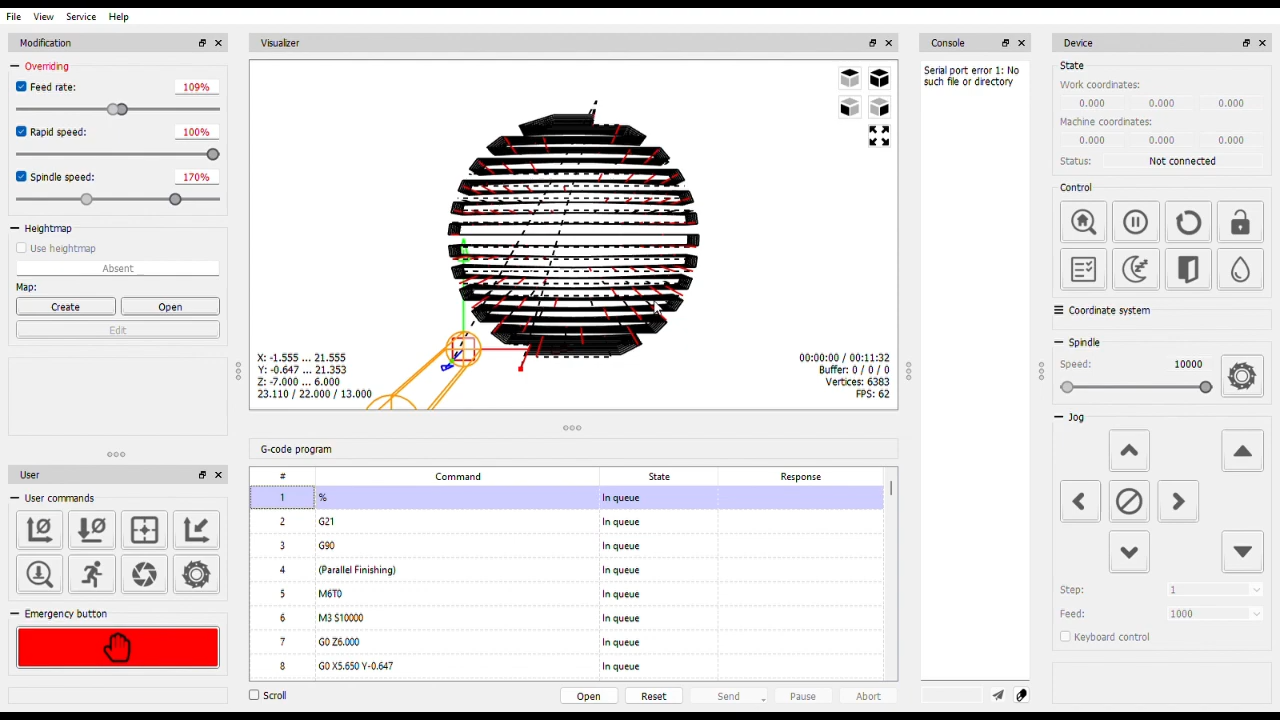 File View Service Help
Modification
Overriding
Feed rate: 109%
Rapid speed: 100%
Spindle speed: 170%
Heightmap
Use heightmap
Absent
Map:
Create Open
Edit
User
User commands
Emergency button
Visualizer
X: -1.555 ... 21.555
Y: -0.647 ... 21.353
Z: -7.000 ... 6.000
23.110 / 22.000 / 13.000
00:00:00 / 00:11:32
Buffer: 0 / 0 / 0
Vertices: 6383
FPS: 62
G-code program
# Command State Response
1 % In queue
2 G21 In queue
3 G90 In queue
4 (Parallel Finishing) In queue
5 M6T0 In queue
6 M3 S10000 In queue
7 G0 Z6.000 In queue
8 G0 X5.650 Y-0.647 In queue
Scroll Open Reset Send Pause Abort
Console
Serial port error 1: No
such file or directory
Device
State
Work coordinates:
0.000 0.000 0.000
Machine coordinates:
0.000 0.000 0.000
Status: Not connected
Control
Coordinate system
Spindle
Speed: 10000
Jog
Step: 1
Feed: 1000
Keyboard control